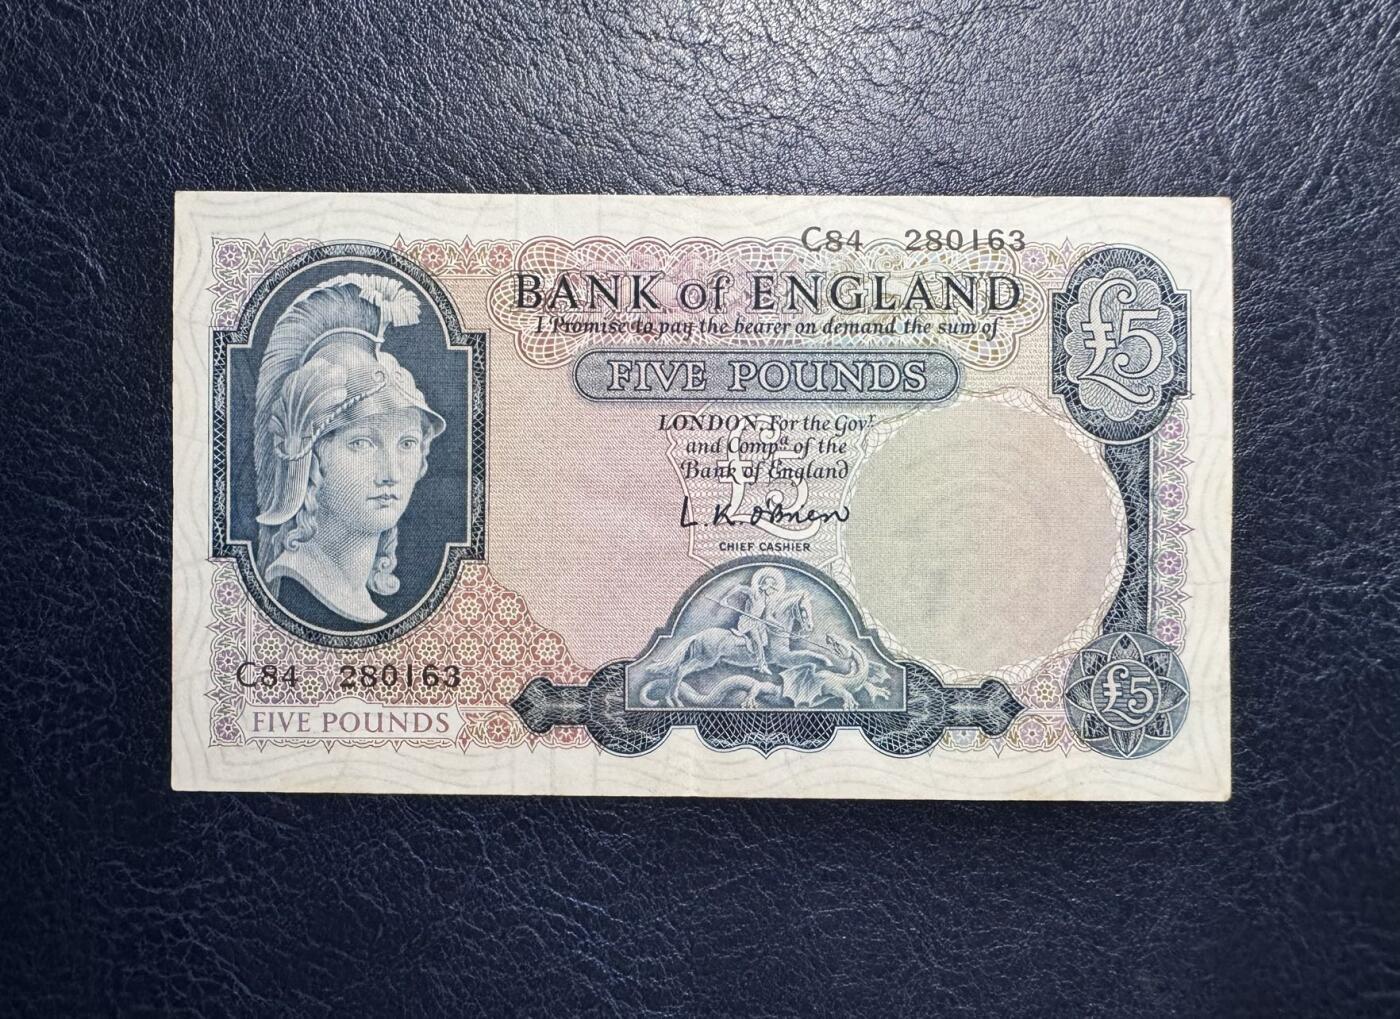 C84 280163
BANK of ENGLAND
I Promise to pay the bearer on demand the sum of
£5
FIVE POUNDS
LONDON, For the Govr
and Compa of the
Bank of England
£5
L.K. O'Brien
CHIEF CASHIER
C84 280163
£5
FIVE POUNDS